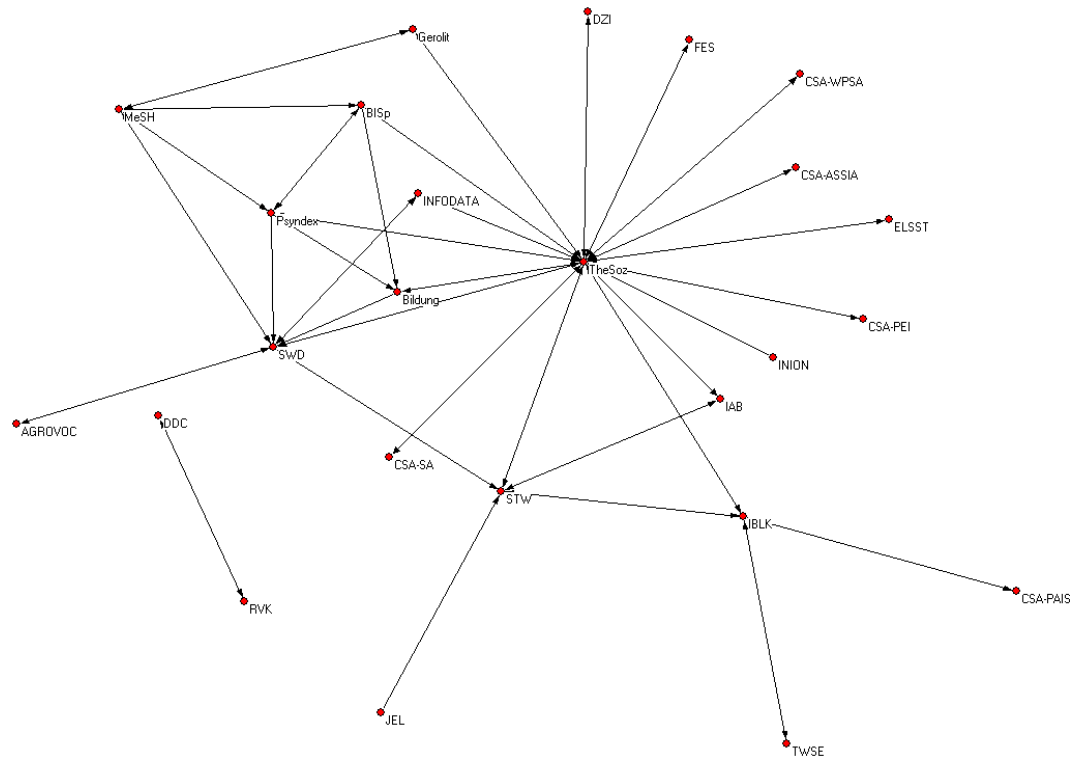 DZI
Gerolit
FES
CSA-WPSA
MeSH
BISp
CSA-ASSIA
INFODATA
Psyndex
ELSST
TheSoz
Bildung
CSA-PEI
SWD
INION
IAB
DDC
AGROVOC
CSA-SA
STW
IBLK
CSA-PAIS
RVK
JEL
TWSE